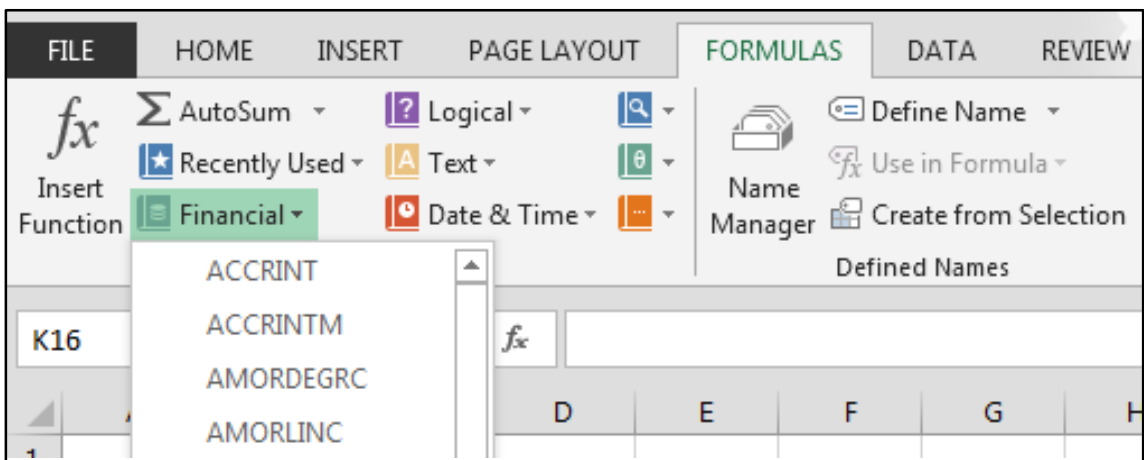 FILE HOME INSERT PAGE LAYOUT FORMULAS DATA REVIEW
fx Insert Function
Σ AutoSum
Recently Used
Financial
? Logical
A Text
Date & Time
θ
...
Name Manager
Define Name
fx Use in Formula
Create from Selection
Defined Names
ACCRINT
ACCRINTM
AMORDEGRC
AMORLINC
K16 fx
D E F G H
1